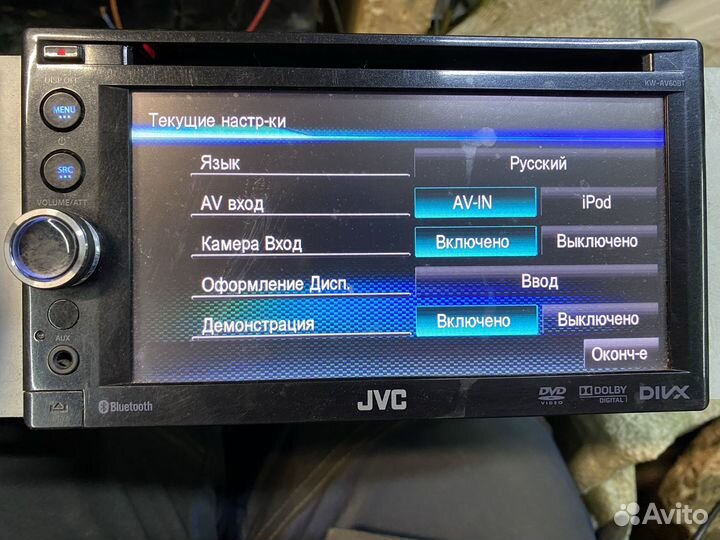 DISP OFF
KW-AV60BT
MENU
SRC
VOLUME/ATT
Текущие настр-ки
Язык Русский
AV вход AV-IN iPod
Камера Вход Включено Выключено
Оформление Дисп. Ввод
Демонстрация Включено Выключено
Оконч-е
AUX
Bluetooth
JVC
DVD VIDEO
DOLBY DIGITAL
DIVX
Avito